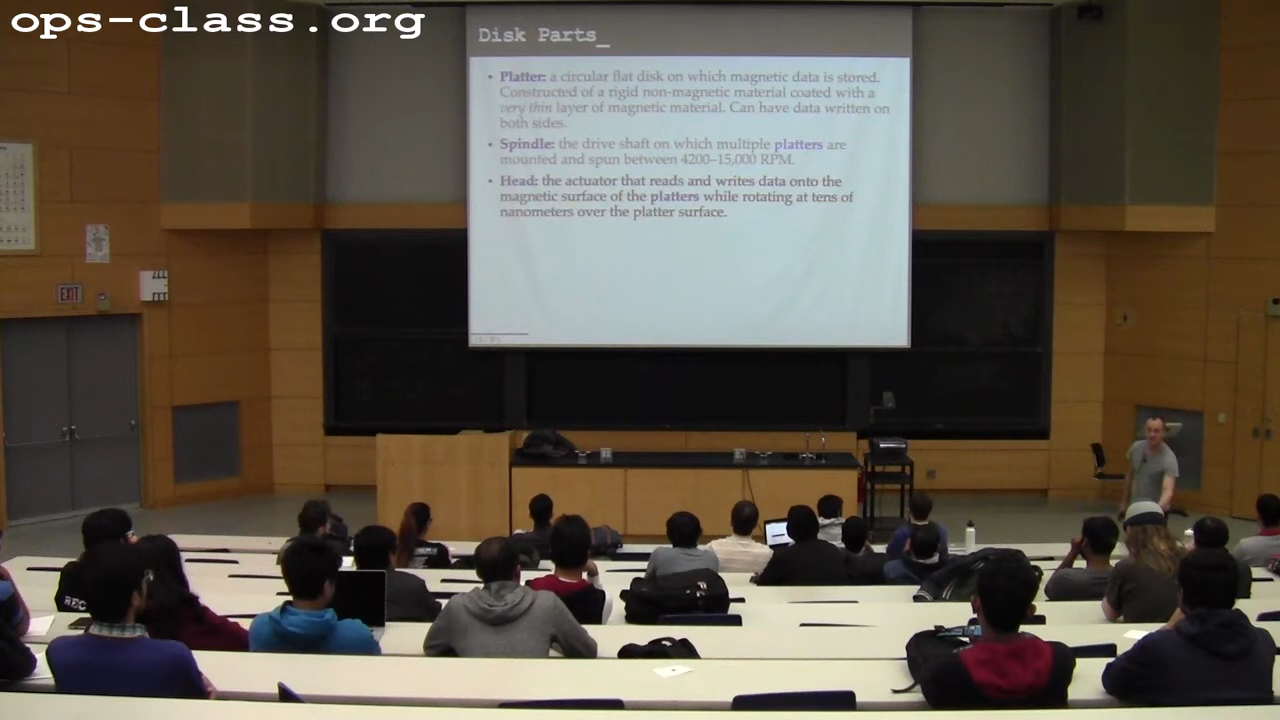 ops-class.org
Disk Parts_
• Platter: a circular flat disk on which magnetic data is stored.
Constructed of a rigid non-magnetic material coated with a
very thin layer of magnetic material. Can have data written on
both sides.
• Spindle: the drive shaft on which multiple platters are
mounted and spun between 4200–15,000 RPM.
• Head: the actuator that reads and writes data onto the
magnetic surface of the platters while rotating at tens of
nanometers over the platter surface.
EXIT
REC